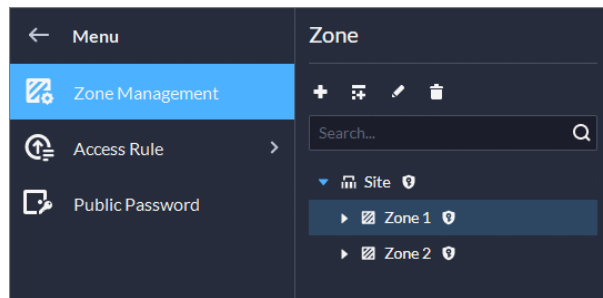 Menu
Zone Management
Access Rule
Public Password
Zone
Search...
Site
Zone 1
Zone 2